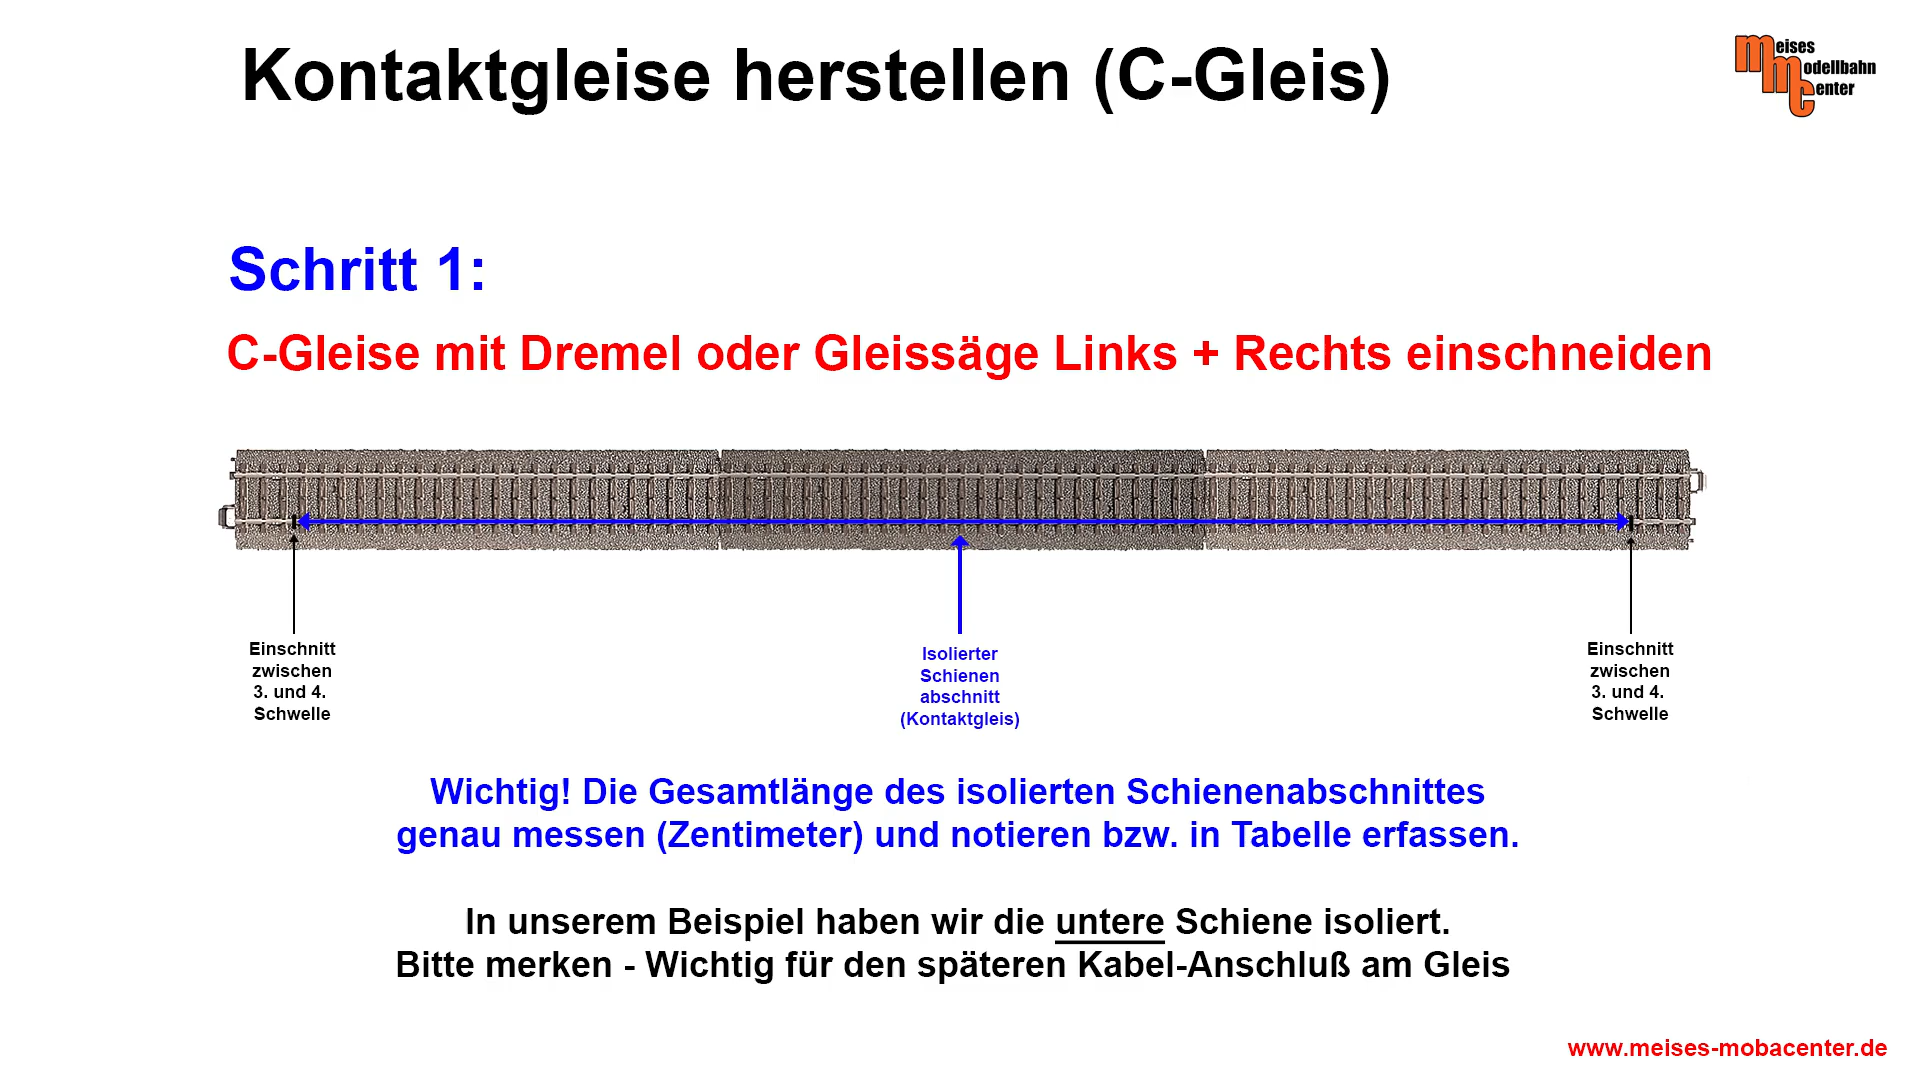 Kontaktgleise herstellen (C-Gleis)
Meises
Modellbahn
Center
Schritt 1:
C-Gleise mit Dremel oder Gleissäge Links + Rechts einschneiden
Einschnitt
zwischen
3. und 4.
Schwelle
Isolierter
Schienen
abschnitt
(Kontaktgleis)
Einschnitt
zwischen
3. und 4.
Schwelle
Wichtig! Die Gesamtlänge des isolierten Schienenabschnittes
genau messen (Zentimeter) und notieren bzw. in Tabelle erfassen.
In unserem Beispiel haben wir die untere Schiene isoliert.
Bitte merken - Wichtig für den späteren Kabel-Anschluß am Gleis
www.meises-mobacenter.de